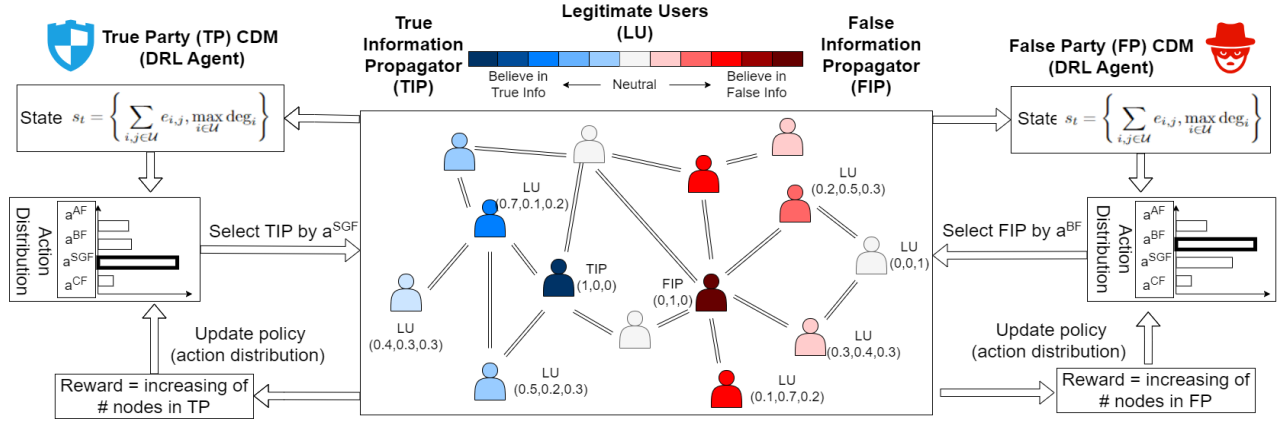 True Party (TP) CDM
(DRL Agent)
State s_t = { ∑_{i,j∈𝒰} e_{i,j}, max_{i∈𝒰} deg_i }
Action
Distribution
a^AF
a^BF
a^SGF
a^CF
Select TIP by a^SGF
Update policy
(action distribution)
Reward = increasing of
# nodes in TP
True
Information
Propagator
(TIP)
Legitimate Users
(LU)
Believe in
True Info
Neutral
Believe in
False Info
False
Information
Propagator
(FIP)
LU
(0.7,0.1,0.2)
LU
(0.2,0.5,0.3)
LU
(0,0,1)
TIP
(1,0,0)
FIP
(0,1,0)
LU
(0.4,0.3,0.3)
LU
(0.3,0.4,0.3)
LU
(0.5,0.2,0.3)
LU
(0.1,0.7,0.2)
False Party (FP) CDM
(DRL Agent)
State s_t = { ∑_{i,j∈𝒰} e_{i,j}, max_{i∈𝒰} deg_i }
Action
Distribution
a^AF
a^BF
a^SGF
a^CF
Select FIP by a^BF
Update policy
(action distribution)
Reward = increasing of
# nodes in FP